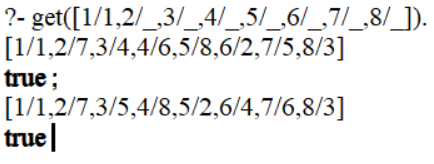 ?- get([1/1,2/_,3/_,4/_,5/_,6/_,7/_,8/_]).
[1/1,2/7,3/4,4/6,5/8,6/2,7/5,8/3]
true ;
[1/1,2/7,3/5,4/8,5/2,6/4,7/6,8/3]
true